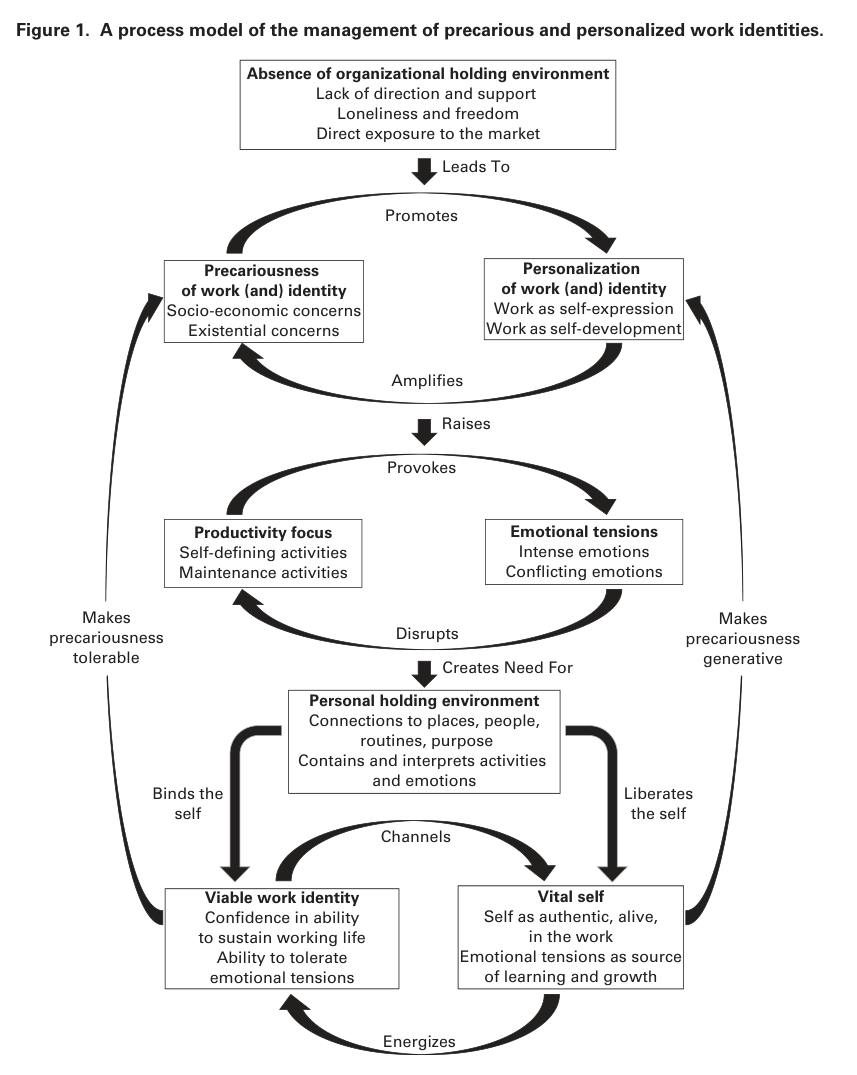 Figure 1.  A process model of the management of precarious and personalized work identities.
Absence of organizational holding environment
Lack of direction and support
Loneliness and freedom
Direct exposure to the market
Leads To
Promotes
Precariousness
of work (and) identity
Socio-economic concerns
Existential concerns
Personalization
of work (and) identity
Work as self-expression
Work as self-development
Amplifies
Raises
Provokes
Productivity focus
Self-defining activities
Maintenance activities
Emotional tensions
Intense emotions
Conflicting emotions
Makes
precariousness
tolerable
Makes
precariousness
generative
Disrupts
Creates Need For
Personal holding environment
Connections to places, people,
routines, purpose
Contains and interprets activities
and emotions
Binds the
self
Liberates
the self
Channels
Viable work identity
Confidence in ability
to sustain working life
Ability to tolerate
emotional tensions
Vital self
Self as authentic, alive,
in the work
Emotional tensions as source
of learning and growth
Energizes